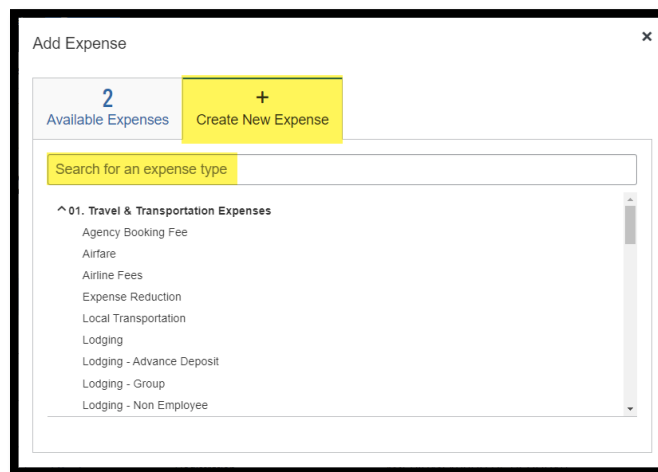 Add Expense
×
2
Available Expenses
+
Create New Expense
Search for an expense type
01. Travel & Transportation Expenses
Agency Booking Fee
Airfare
Airline Fees
Expense Reduction
Local Transportation
Lodging
Lodging - Advance Deposit
Lodging - Group
Lodging - Non Employee